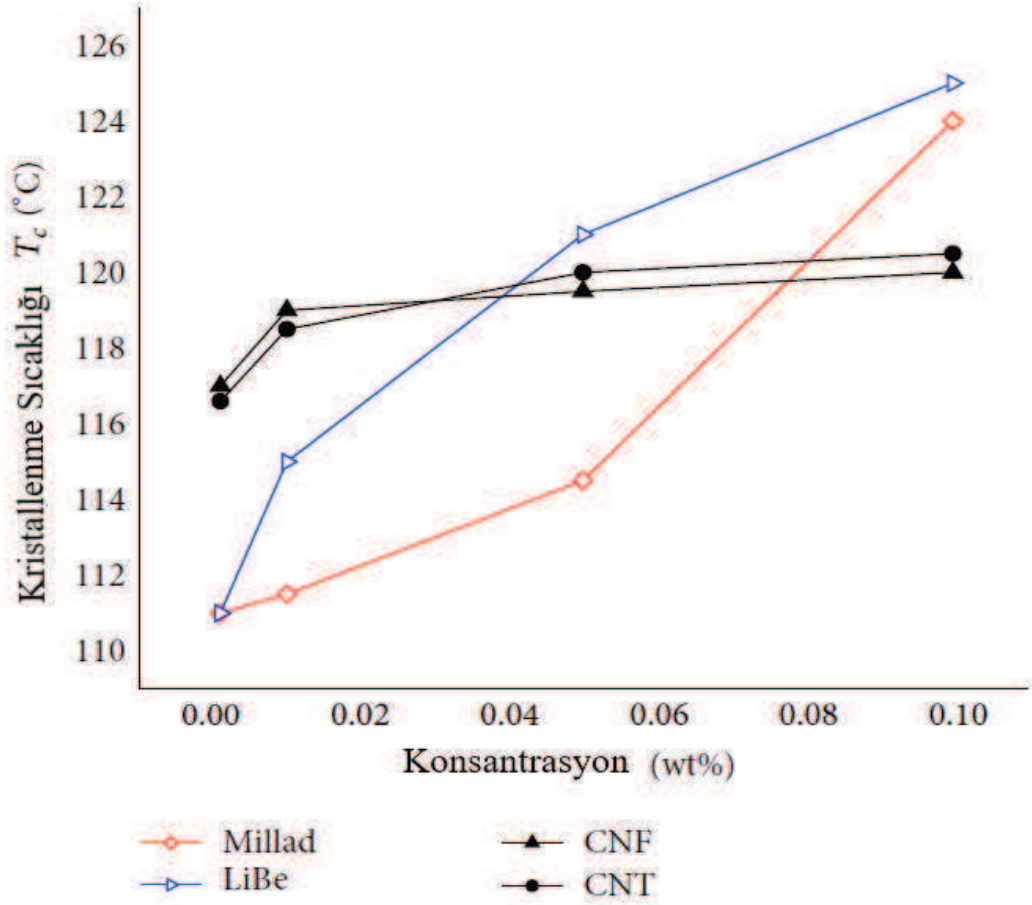 126
124
122
120
118
116
114
112
110
Kristallenme Sıcaklığı T_c (°C)
0.00 0.02 0.04 0.06 0.08 0.10
Konsantrasyon (wt%)
Millad
LiBe
CNF
CNT